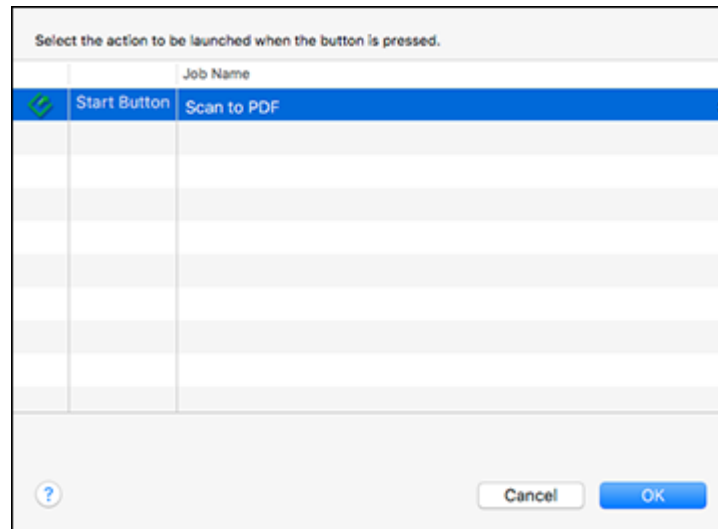 Select the action to be launched when the button is pressed.
Job Name
Start Button Scan to PDF
?
Cancel OK